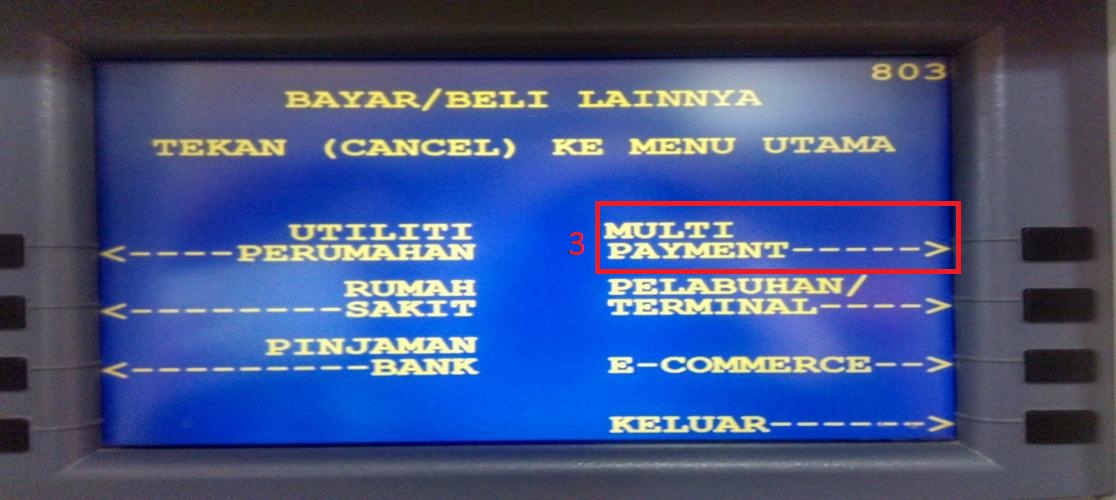 803
BAYAR/BELI LAINNYA
TEKAN (CANCEL) KE MENU UTAMA
UTILITI
<----PERUMAHAN
3
MULTI
PAYMENT----->
RUMAH
<---------SAKIT
PELABUHAN/
TERMINAL---->
PINJAMAN
<----------BANK
E-COMMERCE-->
KELUAR------>